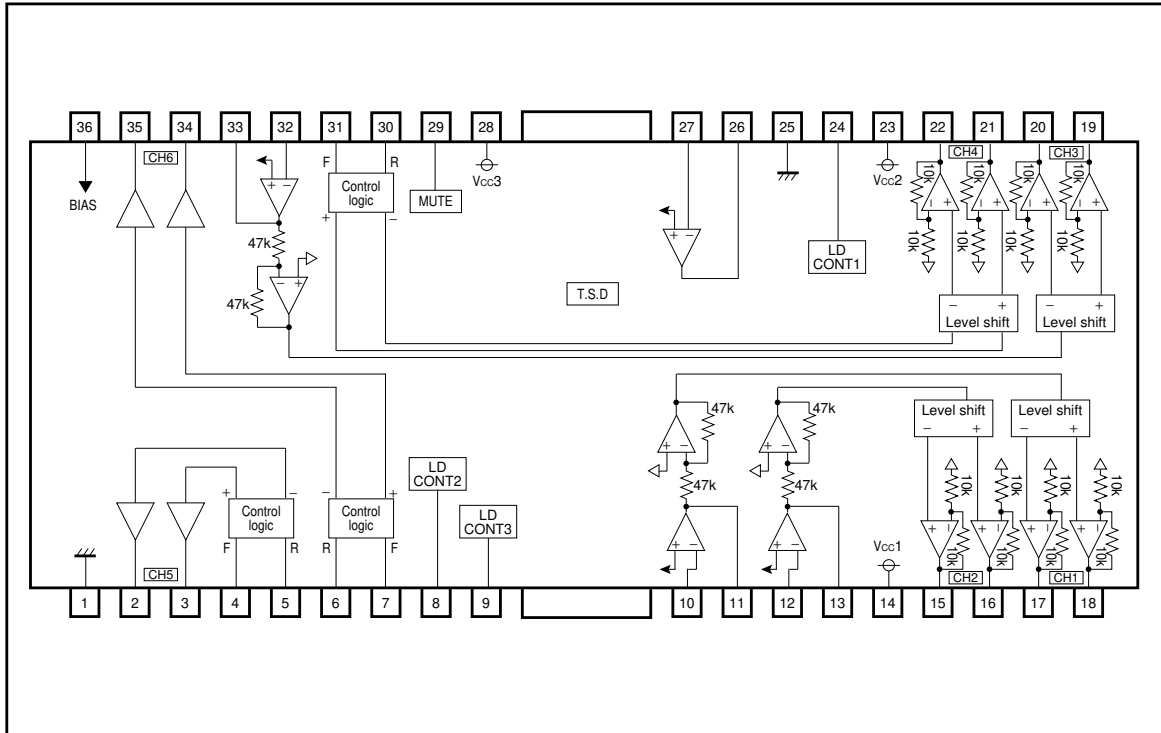 36 35 34 33 32 31 30 29 28 27 26 25 24 23 22 21 20 19
CH6 F R CH4 CH3
BIAS
Control
logic
+ −
MUTE
Vcc3
Vcc2
+ −
47k
− +
47k
+ −
LD
CONT1
T.S.D
10k 10k 10k 10k
− + − + − + − +
10k 10k 10k 10k
− + − +
Level shift Level shift
47k 47k
+ − + −
47k 47k
+ − + −
Level shift Level shift
− + − +
10k 10k 10k 10k
+ − + − + − + −
10k 10k 10k 10k
LD
CONT2
LD
CONT3
+ − − +
Control Control
logic logic
F R R F
Vcc1
CH5 CH2 CH1
1 2 3 4 5 6 7 8 9 10 11 12 13 14 15 16 17 18